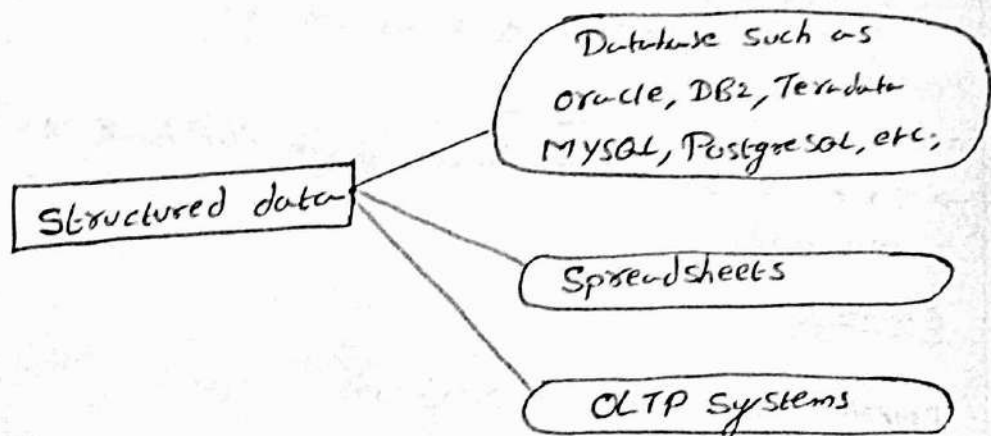 Database such as
oracle, DB2, Teradata
MYSQL, PostgreSQL, etc;
Structured data
Spreadsheets
OLTP Systems